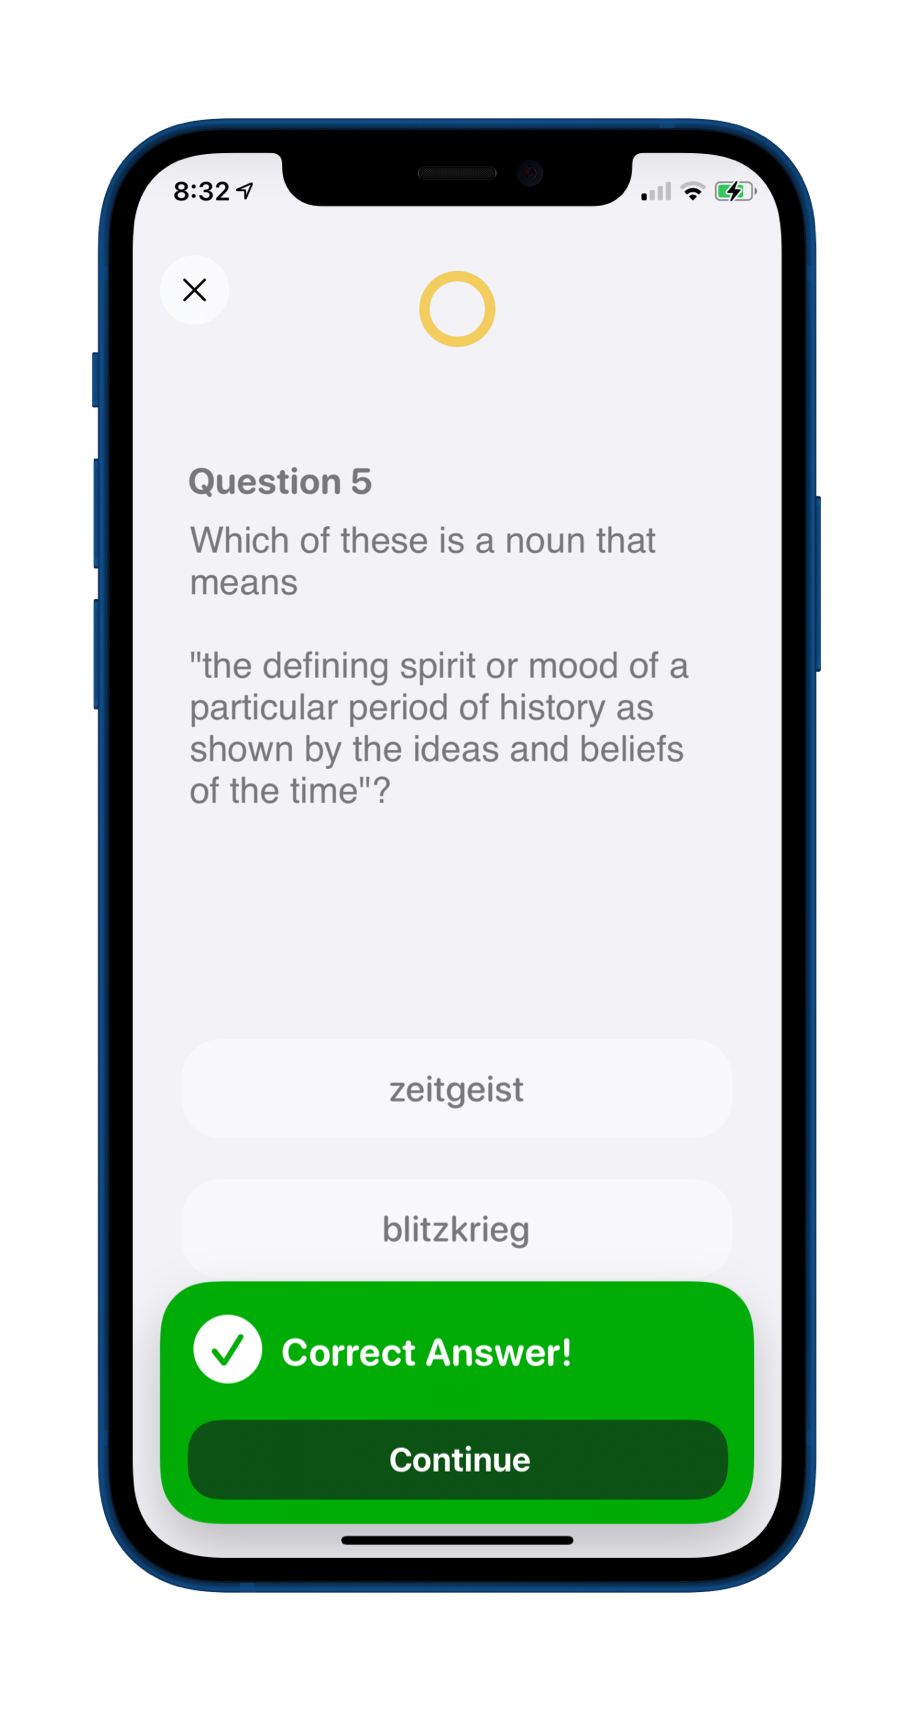 8:32
Question 5
Which of these is a noun that
means
"the defining spirit or mood of a
particular period of history as
shown by the ideas and beliefs
of the time"?
zeitgeist
blitzkrieg
Correct Answer!
Continue